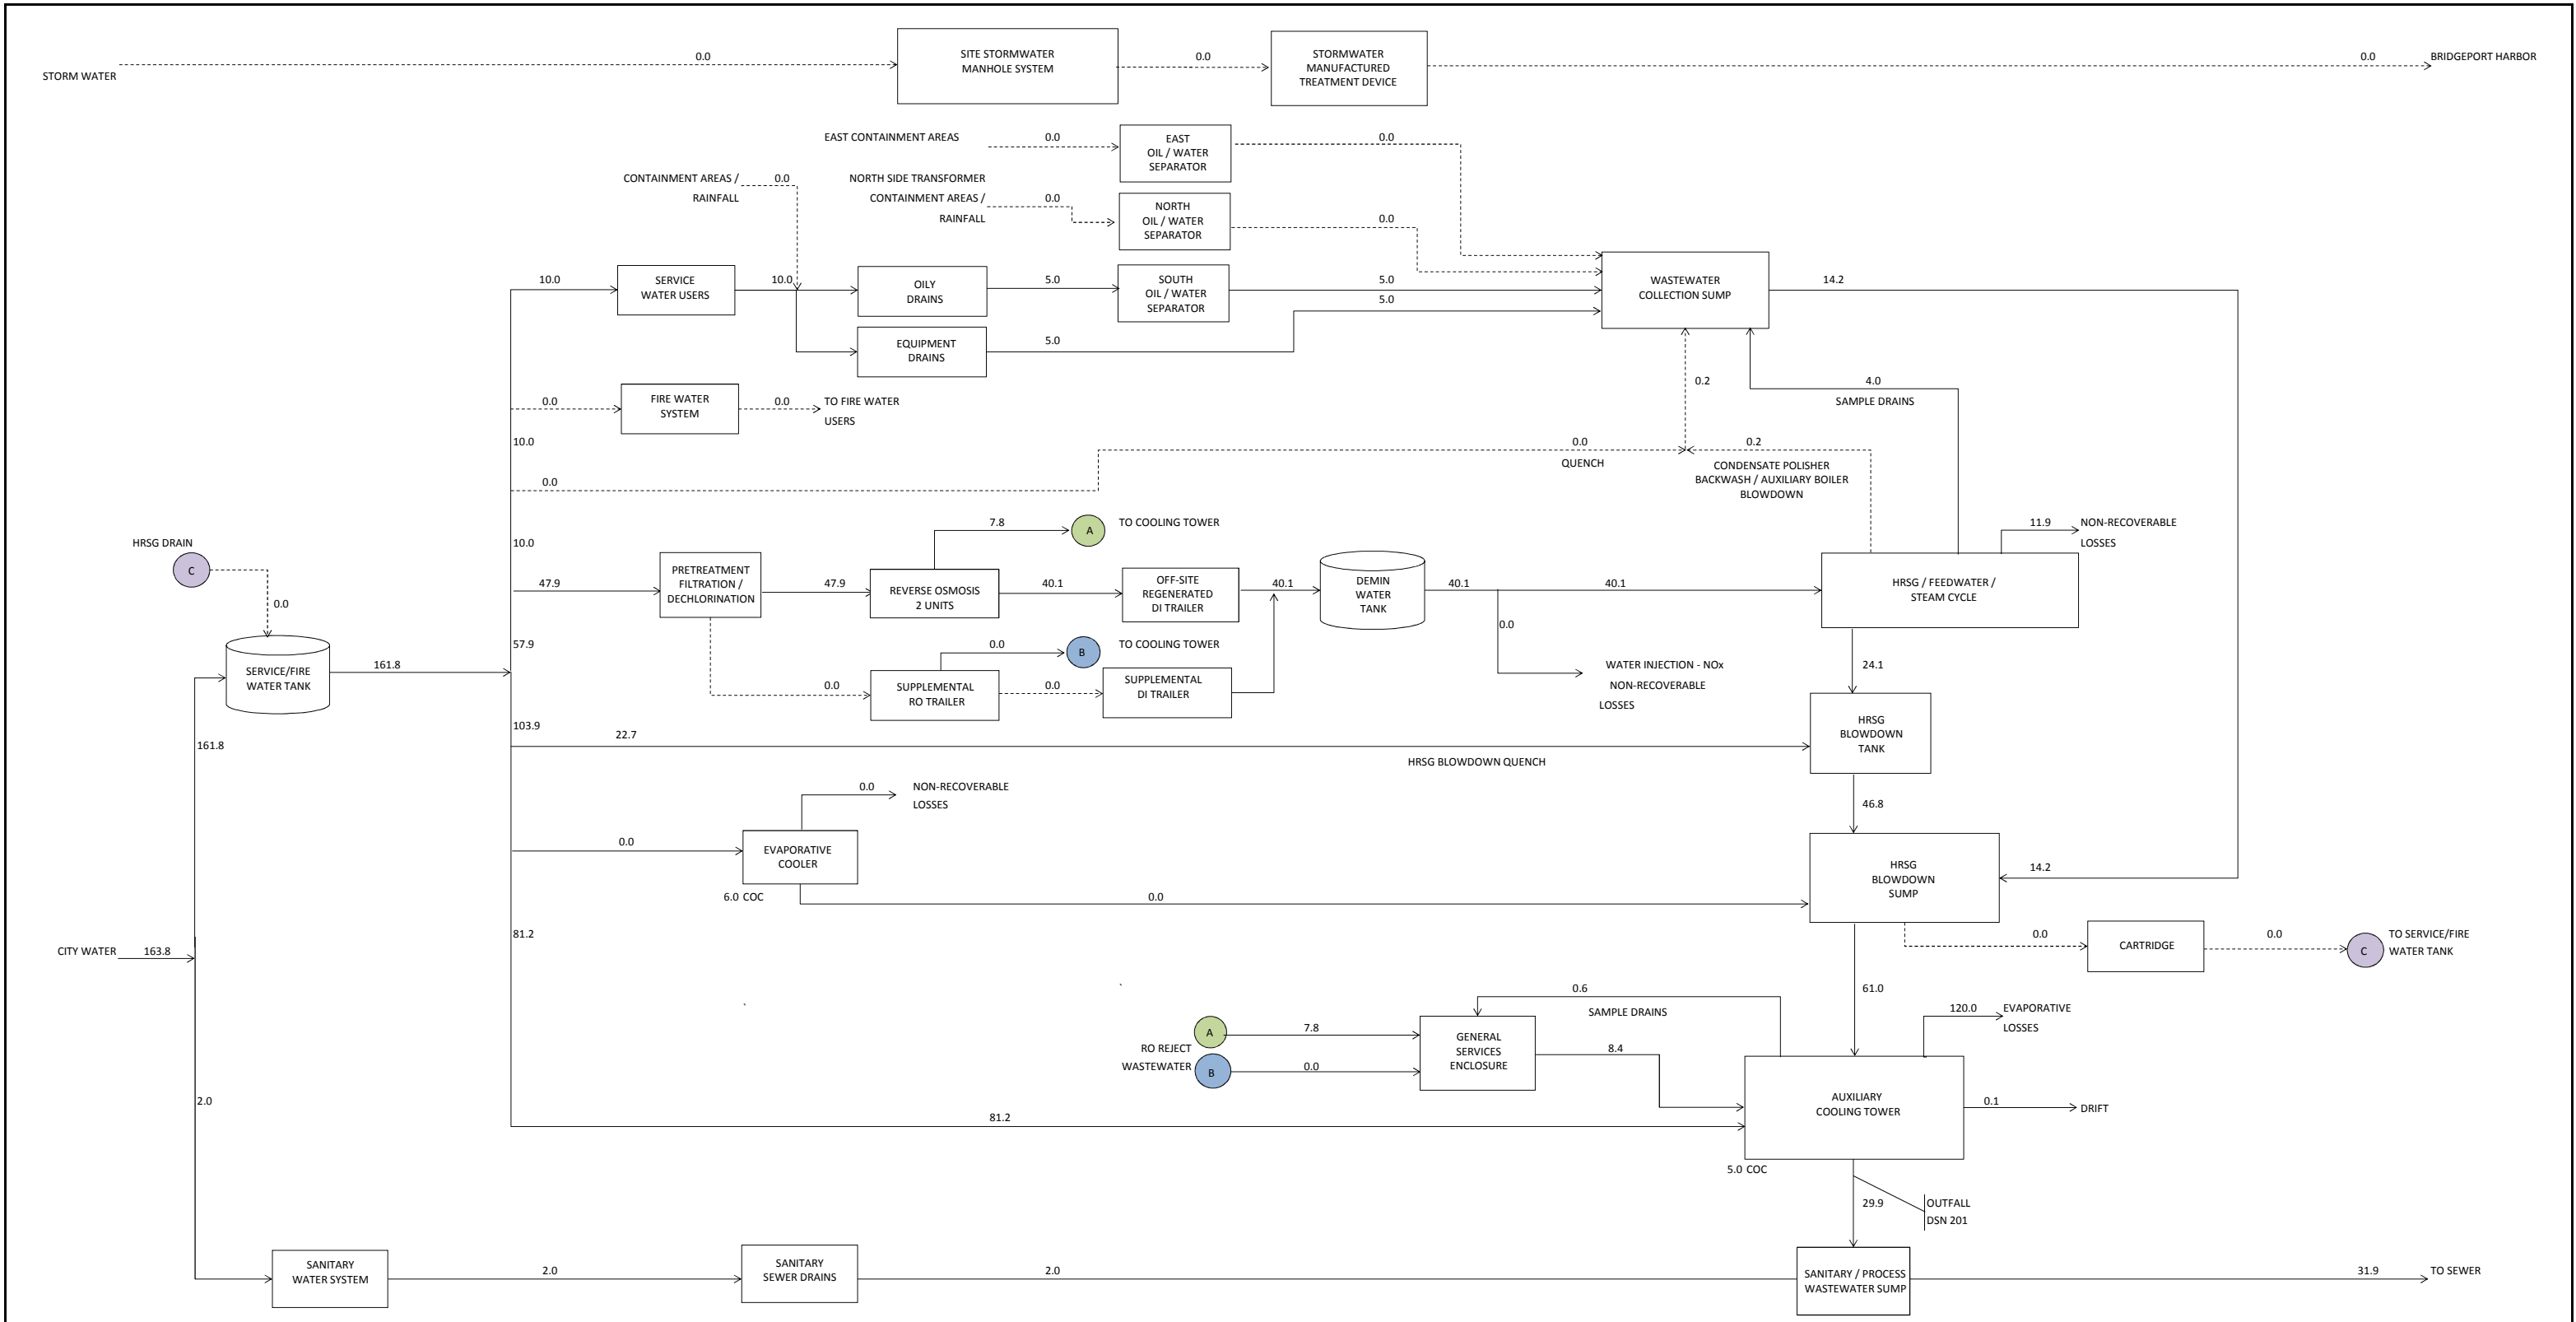 STORM WATER
0.0
SITE STORMWATER
MANHOLE SYSTEM
0.0
STORMWATER
MANUFACTURED
TREATMENT DEVICE
0.0
BRIDGEPORT HARBOR
EAST CONTAINMENT AREAS
0.0
EAST
OIL / WATER
SEPARATOR
0.0
CONTAINMENT AREAS /
RAINFALL
0.0
NORTH SIDE TRANSFORMER
CONTAINMENT AREAS /
RAINFALL
0.0
NORTH
OIL / WATER
SEPARATOR
0.0
10.0
SERVICE
WATER USERS
10.0
OILY
DRAINS
5.0
SOUTH
OIL / WATER
SEPARATOR
5.0
5.0
WASTEWATER
COLLECTION SUMP
14.2
EQUIPMENT
DRAINS
5.0
0.0
FIRE WATER
SYSTEM
0.0
TO FIRE WATER
USERS
0.2
4.0
SAMPLE DRAINS
10.0
0.0
0.0
QUENCH
0.2
CONDENSATE POLISHER
BACKWASH / AUXILIARY BOILER
BLOWDOWN
HRSG DRAIN
C
0.0
10.0
47.9
PRETREATMENT
FILTRATION /
DECHLORINATION
47.9
7.8
A
TO COOLING TOWER
REVERSE OSMOSIS
2 UNITS
40.1
OFF-SITE
REGENERATED
DI TRAILER
40.1
DEMIN
WATER
TANK
40.1
40.1
0.0
HRSG / FEEDWATER /
STEAM CYCLE
11.9
NON-RECOVERABLE
LOSSES
57.9
0.0
B
TO COOLING TOWER
0.0
SUPPLEMENTAL
RO TRAILER
0.0
SUPPLEMENTAL
DI TRAILER
WATER INJECTION - NOx
NON-RECOVERABLE
LOSSES
24.1
SERVICE/FIRE
WATER TANK
161.8
161.8
103.9
22.7
HRSG BLOWDOWN QUENCH
HRSG
BLOWDOWN
TANK
46.8
0.0
NON-RECOVERABLE
LOSSES
0.0
EVAPORATIVE
COOLER
6.0 COC
0.0
HRSG
BLOWDOWN
SUMP
14.2
81.2
CITY WATER
163.8
0.0
CARTRIDGE
0.0
C
TO SERVICE/FIRE
WATER TANK
61.0
0.6
SAMPLE DRAINS
A
7.8
RO REJECT
WASTEWATER
B
0.0
GENERAL
SERVICES
ENCLOSURE
8.4
120.0
EVAPORATIVE
LOSSES
AUXILIARY
COOLING TOWER
0.1
DRIFT
2.0
81.2
5.0 COC
29.9
OUTFALL
DSN 201
SANITARY
WATER SYSTEM
2.0
SANITARY
SEWER DRAINS
2.0
SANITARY / PROCESS
WASTEWATER SUMP
31.9
TO SEWER